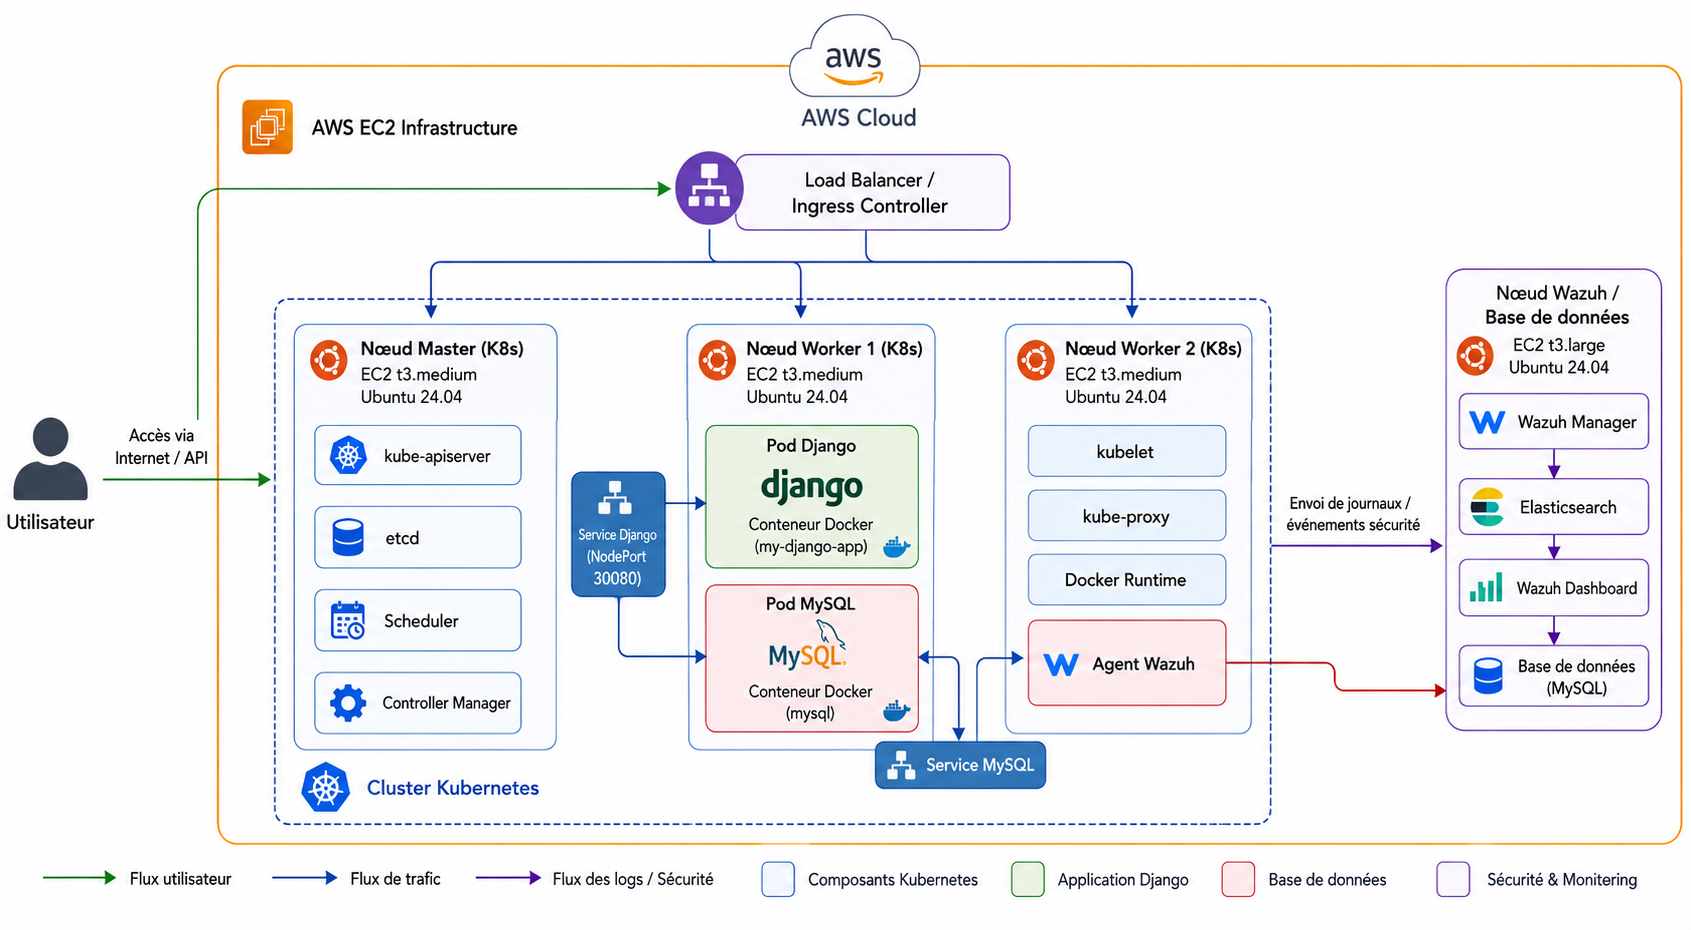 aws
AWS Cloud
AWS EC2 Infrastructure
Load Balancer /
Ingress Controller
Accès via
Internet / API
Utilisateur
Nœud Master (K8s)
EC2 t3.medium
Ubuntu 24.04
kube-apiserver
etcd
Scheduler
Controller Manager
Cluster Kubernetes
Service Django
(NodePort
30080)
Nœud Worker 1 (K8s)
EC2 t3.medium
Ubuntu 24.04
Pod Django
django
Conteneur Docker
(my-django-app)
Pod MySQL
MySQL
Conteneur Docker
(mysql)
Service MySQL
Nœud Worker 2 (K8s)
EC2 t3.medium
Ubuntu 24.04
kubelet
kube-proxy
Docker Runtime
Agent Wazuh
Envoi de journaux /
événements sécurité
Nœud Wazuh /
Base de données
EC2 t3.large
Ubuntu 24.04
Wazuh Manager
Elasticsearch
Wazuh Dashboard
Base de données
(MySQL)
Flux utilisateur
Flux de trafic
Flux des logs / Sécurité
Composants Kubernetes
Application Django
Base de données
Sécurité & Monitering